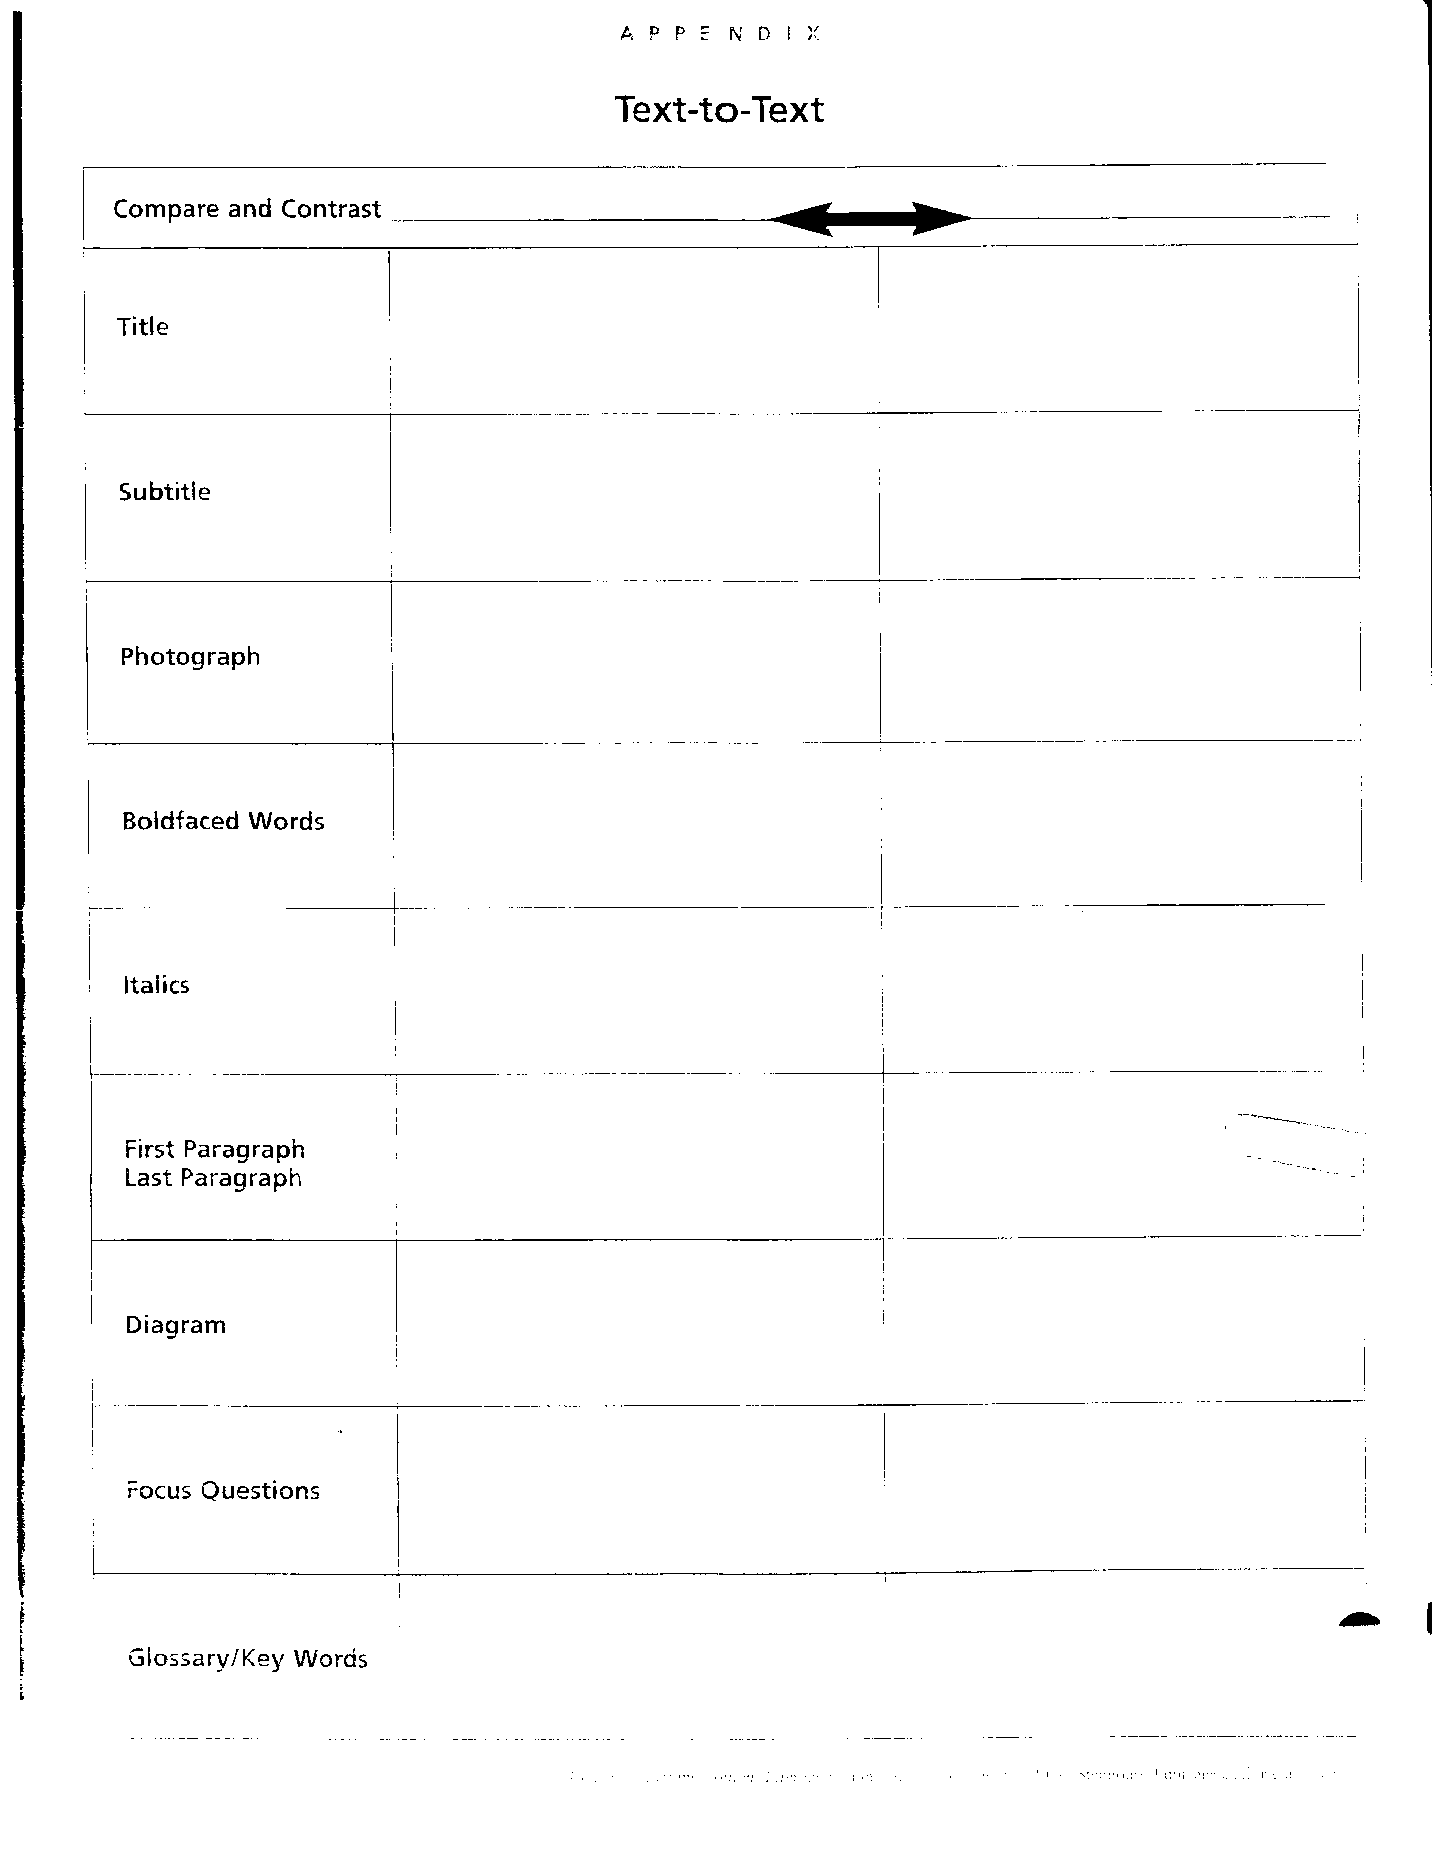 APPENDIX
Text-to-Text
Compare and Contrast
Title
Subtitle
Photograph
Boldfaced Words
Italics
First Paragraph
Last Paragraph
Diagram
Focus Questions
Glossary/Key Words